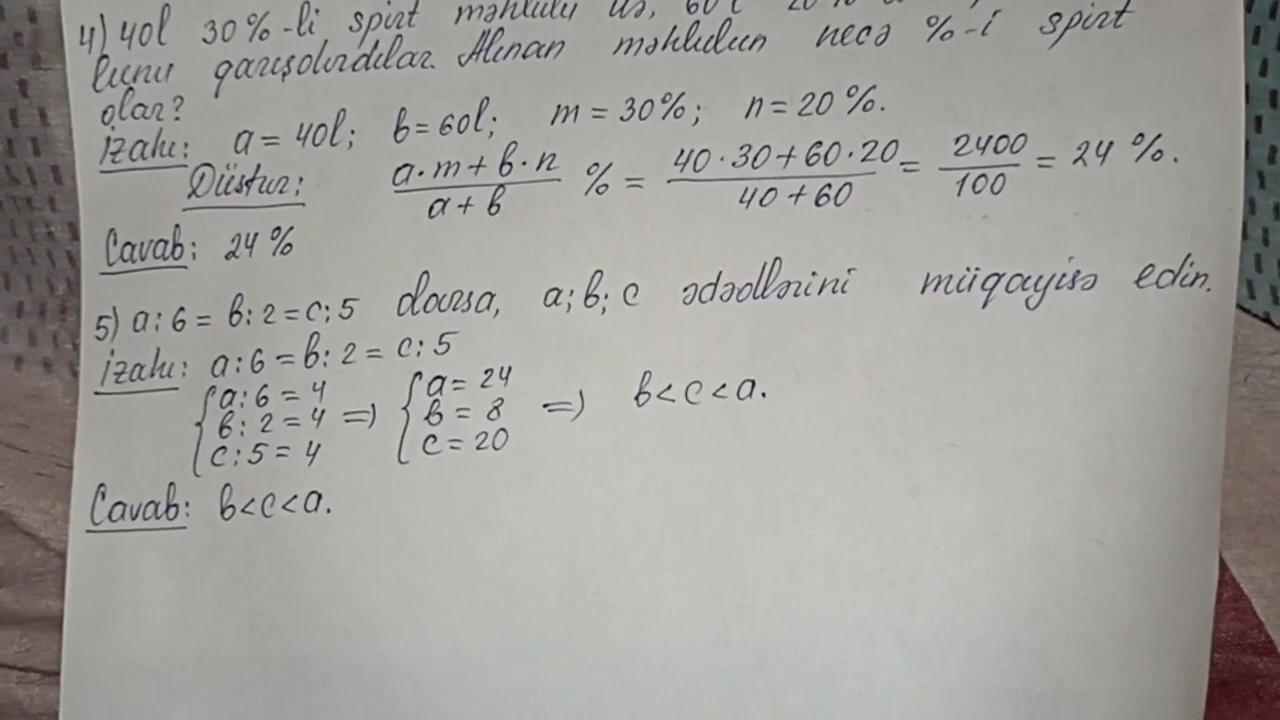 4) 40l 30%-li spirt məhlulu ilə, 60l 20%
lunu qarışdırdılar. Alınan məhlulun necə %-i spirt
olar?
İzahı: a = 40l; b = 60l; m = 30%; n = 20%.
Düstur: a·m+b·n / a+b % = 40·30+60·20 / 40+60 = 2400 / 100 = 24 %.
Cavab: 24 %
5) a:6 = b:2 = c:5 olarsa, a; b; c ədədlərini müqayisə edin.
İzahı: a:6 = b:2 = c:5
{ a:6 = 4 { a = 24
b:2 = 4 => b = 8 => b < c < a.
c:5 = 4 c = 20
Cavab: b < c < a.